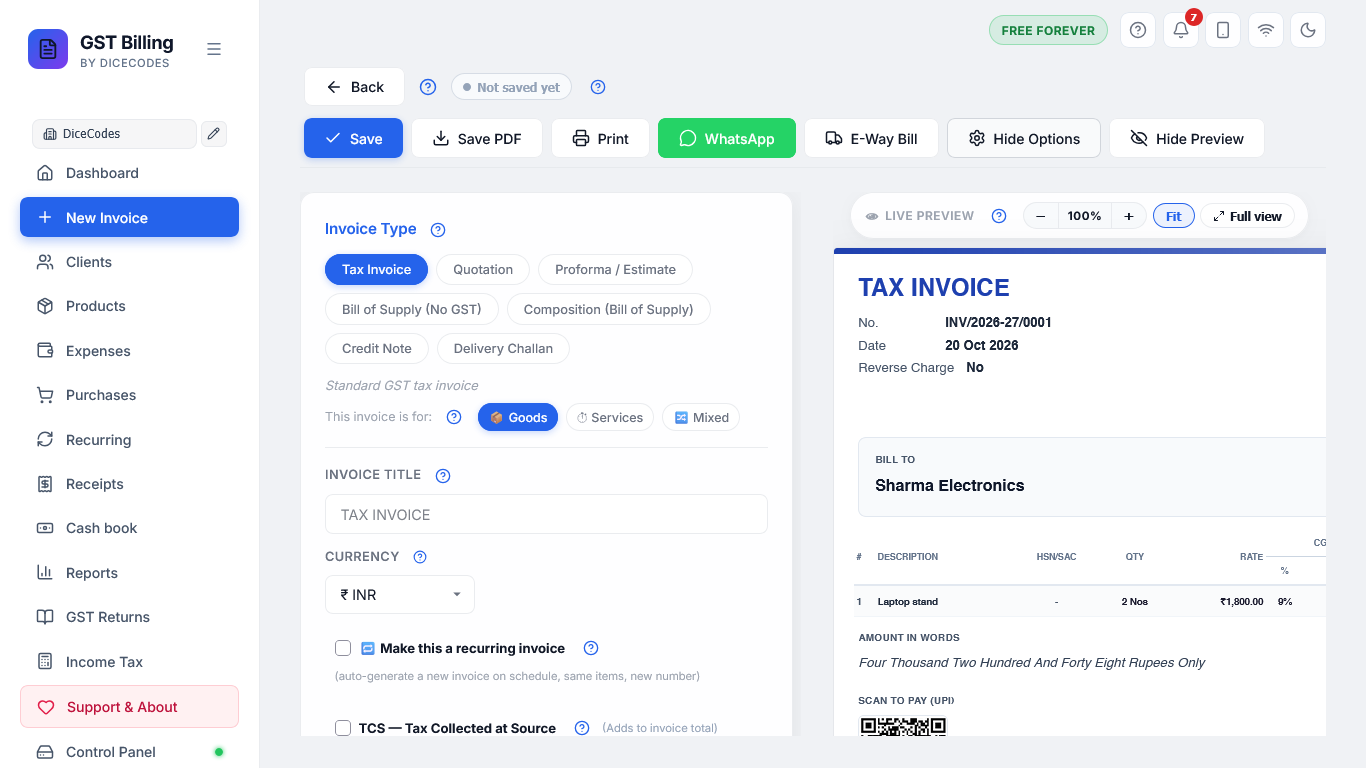 GST Billing
BY DICECODES
DiceCodes
Dashboard
New Invoice
Clients
Products
Expenses
Purchases
Recurring
Receipts
Cash book
Reports
GST Returns
Income Tax
Support & About
Control Panel
FREE FOREVER
7
Back
Not saved yet
Save
Save PDF
Print
WhatsApp
E-Way Bill
Hide Options
Hide Preview
Invoice Type
Tax Invoice
Quotation
Proforma / Estimate
Bill of Supply (No GST)
Composition (Bill of Supply)
Credit Note
Delivery Challan
Standard GST tax invoice
This invoice is for:
Goods
Services
Mixed
INVOICE TITLE
TAX INVOICE
CURRENCY
₹ INR
Make this a recurring invoice
(auto-generate a new invoice on schedule, same items, new number)
TCS — Tax Collected at Source
(Adds to invoice total)
LIVE PREVIEW
− 100% +
Fit
Full view
TAX INVOICE
No. INV/2026-27/0001
Date 20 Oct 2026
Reverse Charge No
BILL TO
Sharma Electronics
CG
# DESCRIPTION HSN/SAC QTY RATE
%
1 Laptop stand - 2 Nos ₹1,800.00 9%
AMOUNT IN WORDS
Four Thousand Two Hundred And Forty Eight Rupees Only
SCAN TO PAY (UPI)